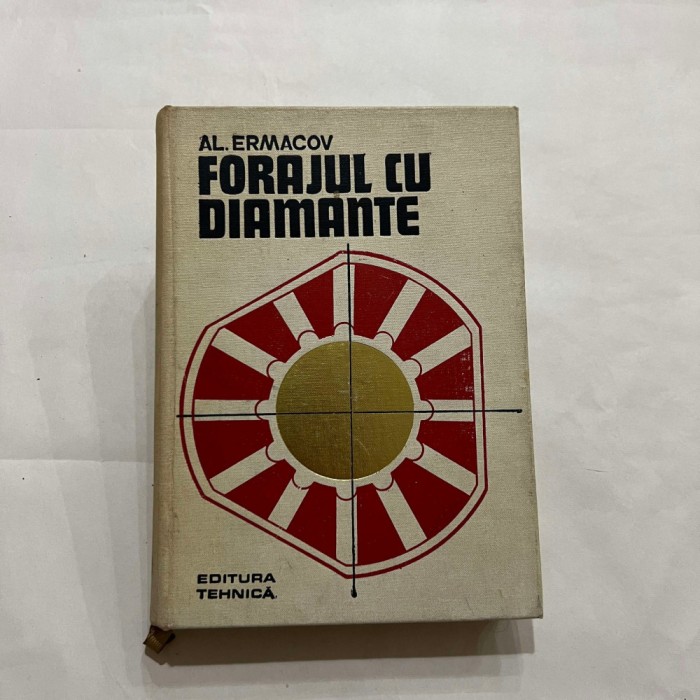 AL. ERMACOV
FORAJUL CU
DIAMANTE
EDITURA
TEHNICĂ